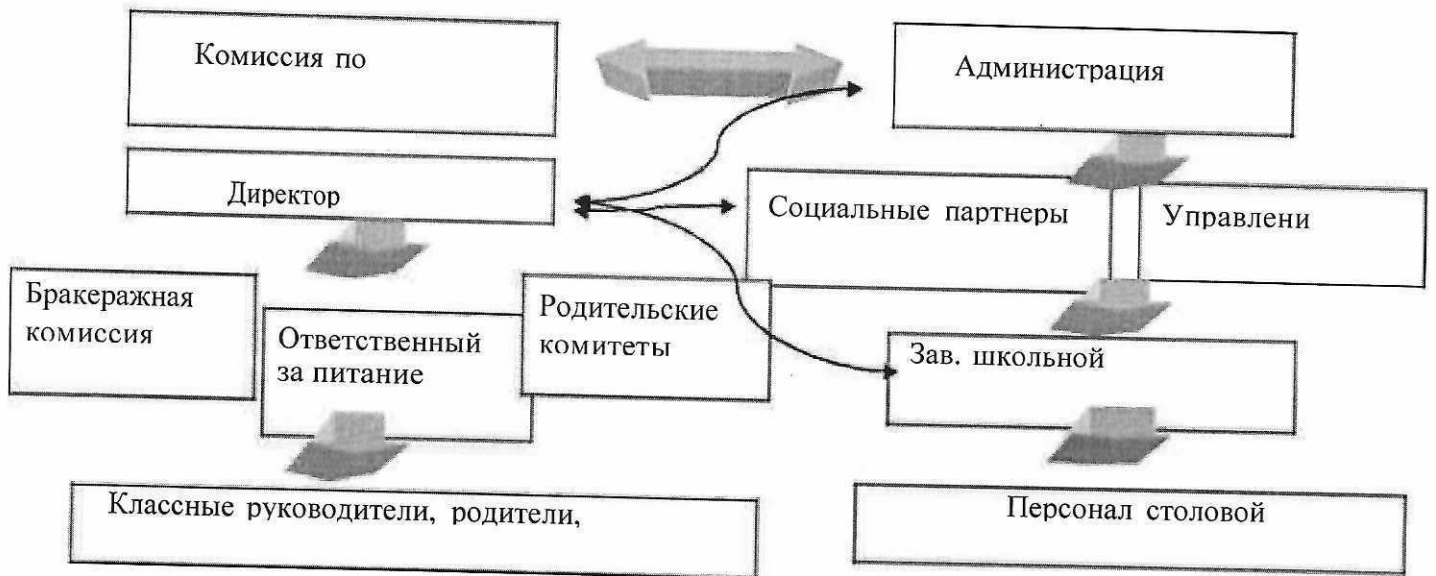 Комиссия по
Администрация
Директор
Социальные партнеры
Управлени
Бракеражная
комиссия
Ответственный
за питание
Родительские
комитеты
Зав. школьной
Классные руководители, родители,
Персонал столовой